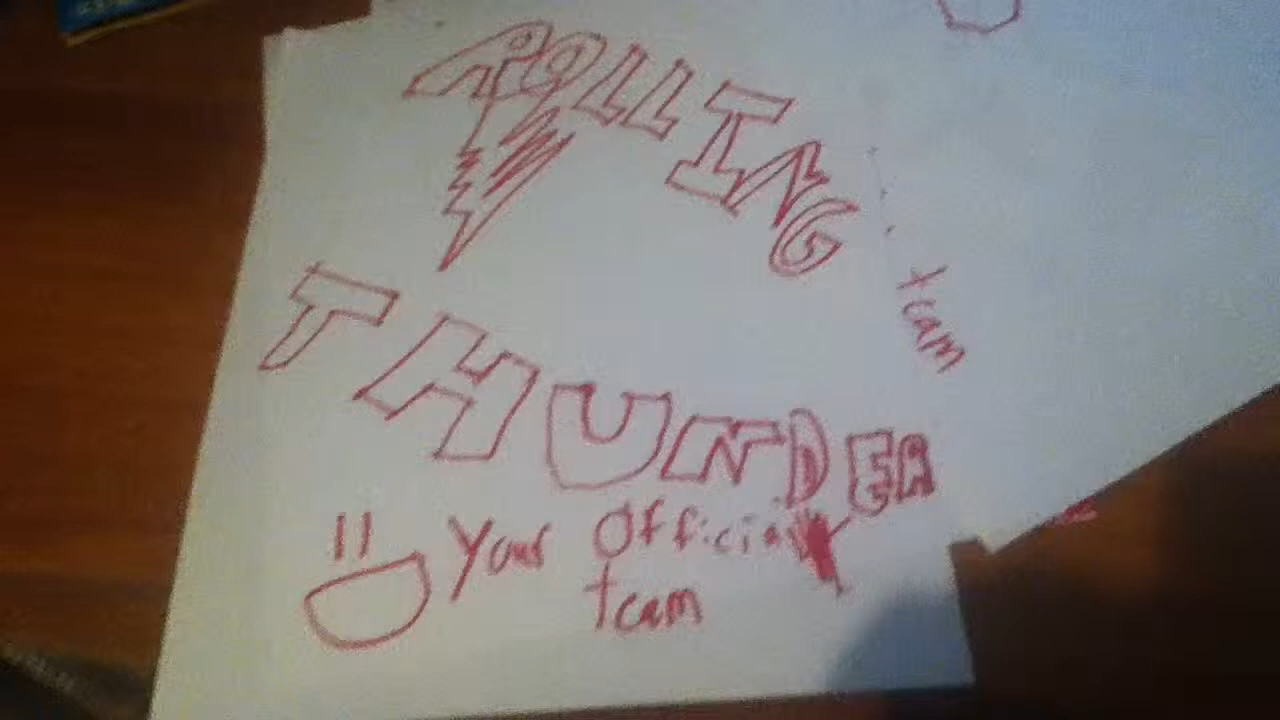 ROLLING
team
THUNDER
Your Official
team